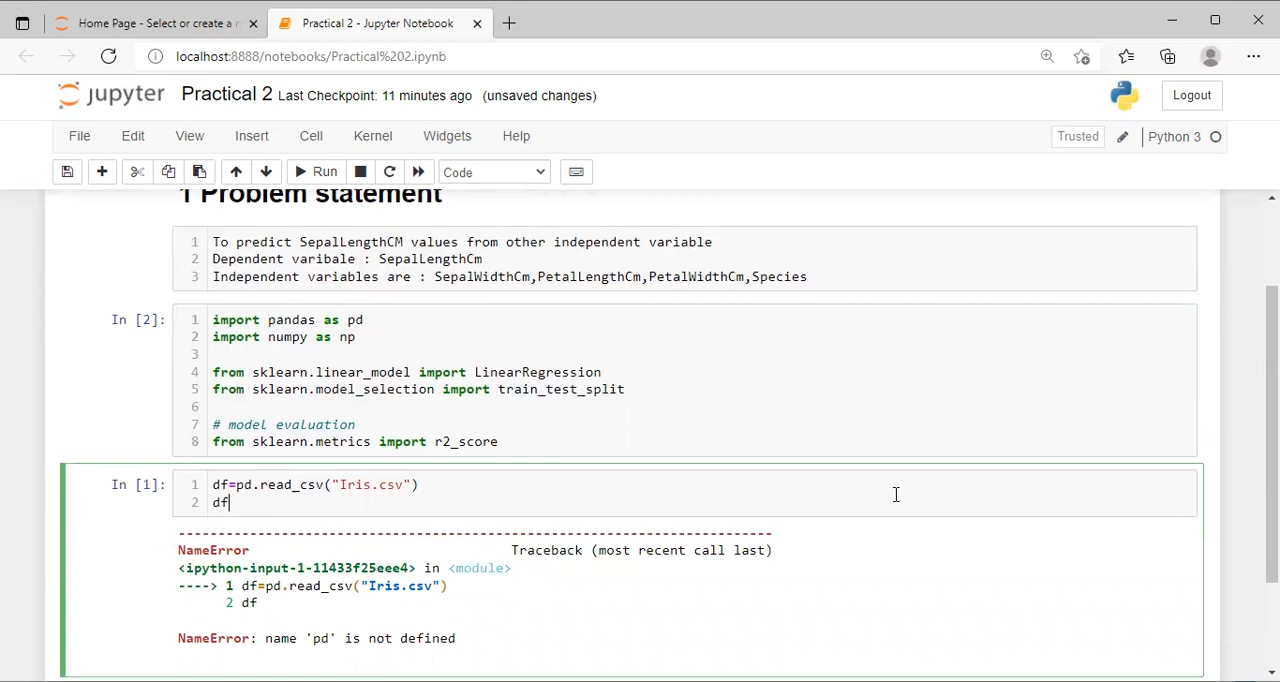 Home Page - Select or create a n
Practical 2 - Jupyter Notebook
localhost:8888/notebooks/Practical%202.ipynb
jupyter Practical 2 Last Checkpoint: 11 minutes ago (unsaved changes)
Logout
File Edit View Insert Cell Kernel Widgets Help
Trusted Python 3
Run Code
1 Problem statement
1 To predict SepalLengthCM values from other independent variable
2 Dependent varibale : SepalLengthCm
3 Independent variables are : SepalWidthCm,PetalLengthCm,PetalWidthCm,Species
In [2]: 1 import pandas as pd
2 import numpy as np
3
4 from sklearn.linear_model import LinearRegression
5 from sklearn.model_selection import train_test_split
6
7 # model evaluation
8 from sklearn.metrics import r2_score
In [1]: 1 df=pd.read_csv("Iris.csv")
2 df
---------------------------------------------------------------------------
NameError Traceback (most recent call last)
<ipython-input-1-11433f25eee4> in <module>
----> 1 df=pd.read_csv("Iris.csv")
2 df
NameError: name 'pd' is not defined